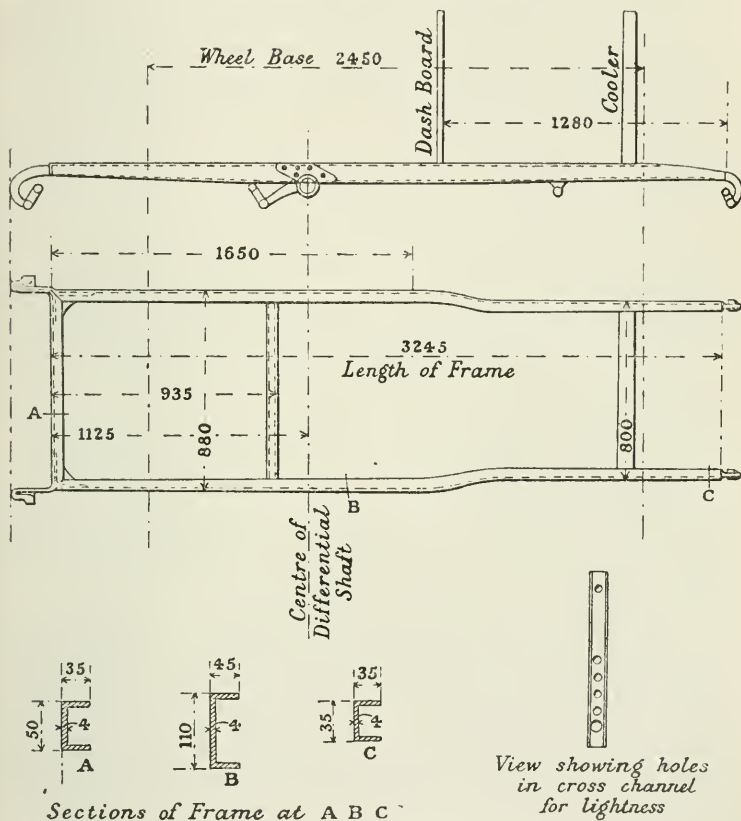 Wheel Base 2450
Dash Board
Cooler
1280
1650
3245
Length of Frame
935
A
1125
880
800
B
C
Centre of
Differential
Shaft
35
45
35
50
4
110
4
35
4
A
B
C
View showing holes
in cross channel
for lightness
Sections of Frame at A B C